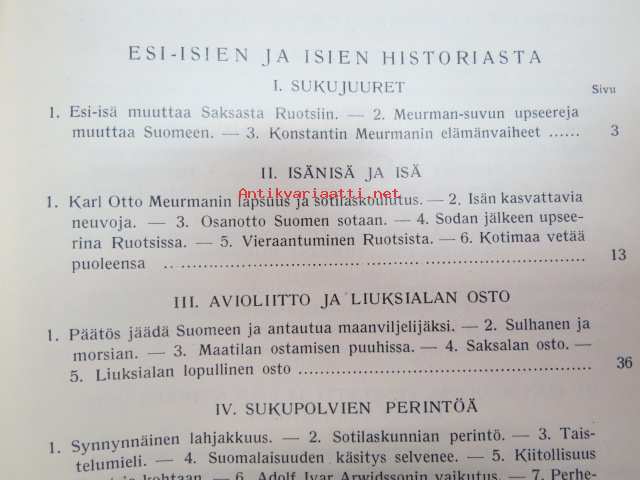 ESI-ISIEN JA ISIEN HISTORIASTA
I. SUKUJUURET
Sivu
1. Esi-isä muuttaa Saksasta Ruotsiin. — 2. Meurman-suvun upseereja
muuttaa Suomeen. — 3. Konstantin Meurmanin elämänvaiheet ...... 3
II. ISÄNISÄ JA ISÄ
Antikvariaatti.net
1. Karl Otto Meurmanin lapsuus ja sotilaskoulutus. — 2. Isän kasvattavia
neuvoja. — 3. Osanotto Suomen sotaan. — 4. Sodan jälkeen upsee-
rina Ruotsissa. — 5. Vieraantuminen Ruotsista. — 6. Kotimaa vetää
puoleensa ........................ 13
III. AVIOLIITTO JA LIUKSIALAN OSTO
1. Päätös jäädä Suomeen ja antautua maanviljelijäksi. — 2. Sulhanen ja
morsian. — 3. Maatilan ostamisen puuhissa. — 4. Saksalan osto. —
5. Liuksialan lopullinen osto ........................ 36
IV. SUKUPOLVIEN PERINTÖÄ
1. Synnynnäinen lahjakkuus. — 2. Sotilaskunnian perintö. — 3. Tais-
telumieli. — 4. Suomalaisuuden käsitys selvenee. — 5. Kiitollisuus
kohtaan. — 6. Adolf Ivar Arwidssonin vaikutus. — 7. Perhe-